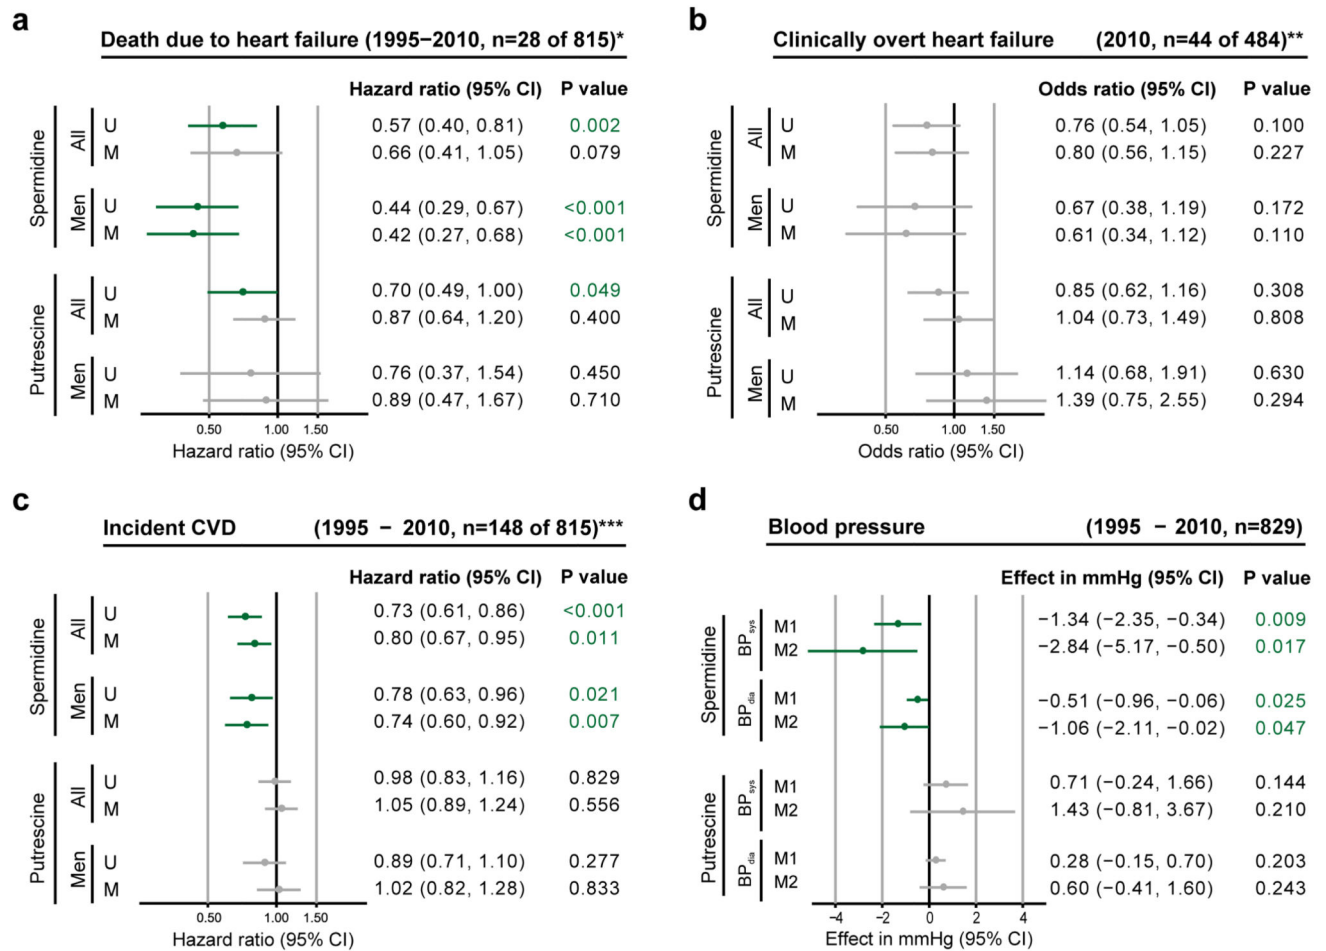 a
Death due to heart failure (1995−2010, n=28 of 815)*
Hazard ratio (95% CI) P value
Spermidine
All
U 0.57 (0.40, 0.81) 0.002
M 0.66 (0.41, 1.05) 0.079
Men
U 0.44 (0.29, 0.67) <0.001
M 0.42 (0.27, 0.68) <0.001
Putrescine
All
U 0.70 (0.49, 1.00) 0.049
M 0.87 (0.64, 1.20) 0.400
Men
U 0.76 (0.37, 1.54) 0.450
M 0.89 (0.47, 1.67) 0.710
0.50 1.00 1.50
Hazard ratio (95% CI)
b
Clinically overt heart failure (2010, n=44 of 484)**
Odds ratio (95% CI) P value
Spermidine
All
U 0.76 (0.54, 1.05) 0.100
M 0.80 (0.56, 1.15) 0.227
Men
U 0.67 (0.38, 1.19) 0.172
M 0.61 (0.34, 1.12) 0.110
Putrescine
All
U 0.85 (0.62, 1.16) 0.308
M 1.04 (0.73, 1.49) 0.808
Men
U 1.14 (0.68, 1.91) 0.630
M 1.39 (0.75, 2.55) 0.294
0.50 1.00 1.50
Odds ratio (95% CI)
c
Incident CVD (1995 − 2010, n=148 of 815)***
Hazard ratio (95% CI) P value
Spermidine
All
U 0.73 (0.61, 0.86) <0.001
M 0.80 (0.67, 0.95) 0.011
Men
U 0.78 (0.63, 0.96) 0.021
M 0.74 (0.60, 0.92) 0.007
Putrescine
All
U 0.98 (0.83, 1.16) 0.829
M 1.05 (0.89, 1.24) 0.556
Men
U 0.89 (0.71, 1.10) 0.277
M 1.02 (0.82, 1.28) 0.833
0.50 1.00 1.50
Hazard ratio (95% CI)
d
Blood pressure (1995 − 2010, n=829)
Effect in mmHg (95% CI) P value
Spermidine
BPsys
M1 −1.34 (−2.35, −0.34) 0.009
M2 −2.84 (−5.17, −0.50) 0.017
BPdia
M1 −0.51 (−0.96, −0.06) 0.025
M2 −1.06 (−2.11, −0.02) 0.047
Putrescine
BPsys
M1 0.71 (−0.24, 1.66) 0.144
M2 1.43 (−0.81, 3.67) 0.210
BPdia
M1 0.28 (−0.15, 0.70) 0.203
M2 0.60 (−0.41, 1.60) 0.243
−4 −2 0 2 4
Effect in mmHg (95% CI)